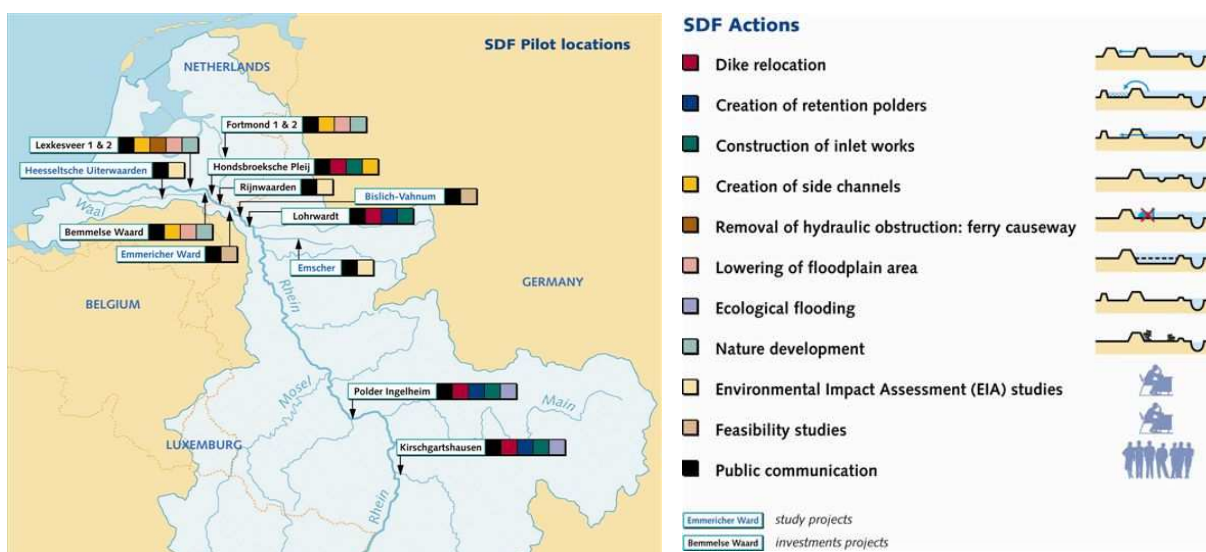 SDF Pilot locations
NETHERLANDS
Fortmond 1 & 2
Lexkesveer 1 & 2
Heesseltsche Uiterwaarden
Hondsbroeksche Pleij
Rijnwaarden
Bislich-Vahnum
Waal
Lohrwardt
Bemmelse Waard
Emmericher Ward
Emscher
Rhein
GERMANY
BELGIUM
Mosel
Polder Ingelheim
Main
LUXEMBURG
Kirschgartshausen
Rhein
SDF Actions
Dike relocation
Creation of retention polders
Construction of inlet works
Creation of side channels
Removal of hydraulic obstruction: ferry causeway
Lowering of floodplain area
Ecological flooding
Nature development
Environmental Impact Assessment (EIA) studies
Feasibility studies
Public communication
Emmericher Ward study projects
Bemmelse Waard investments projects